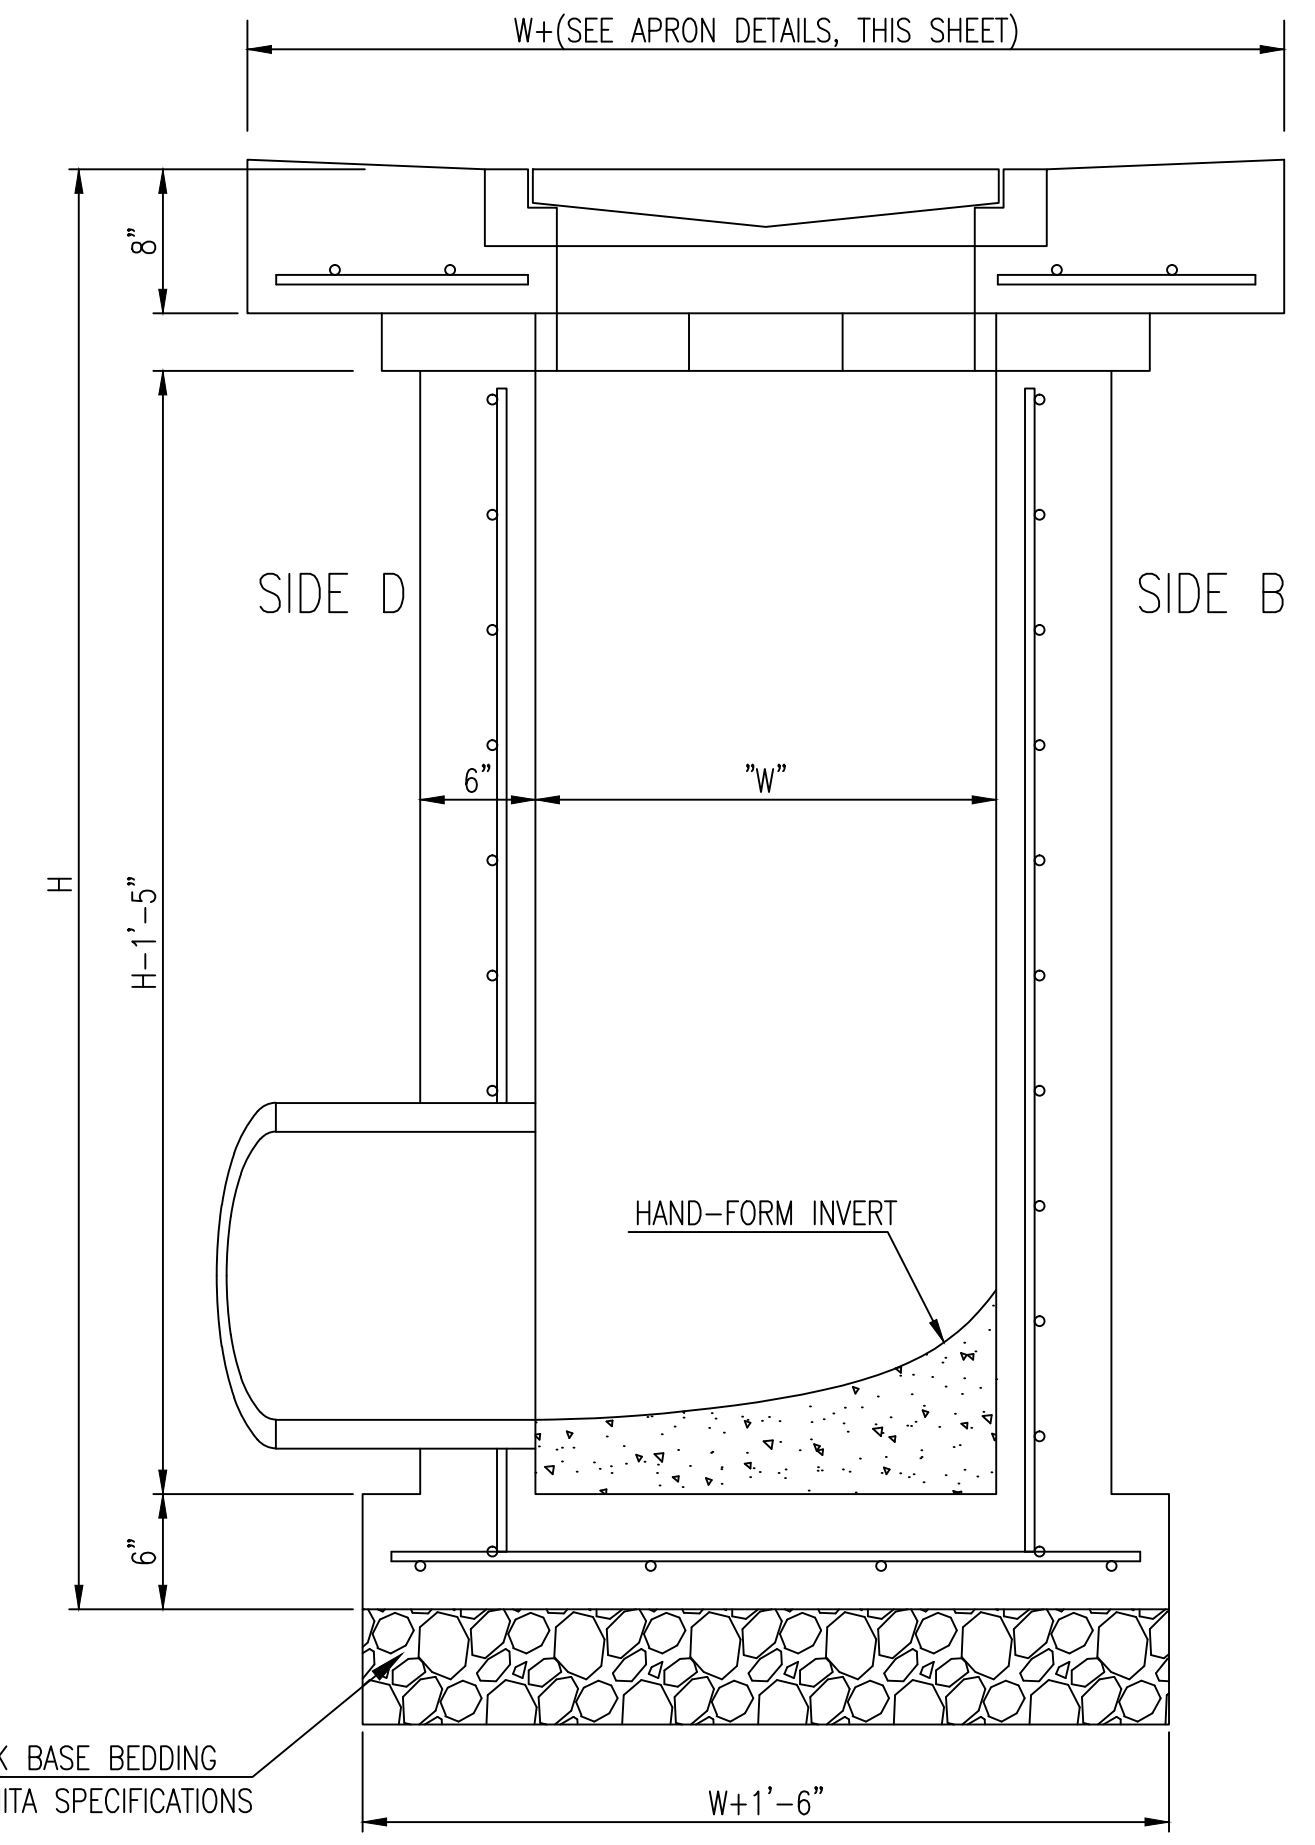 W+(SEE APRON DETAILS, THIS SHEET)
8"
SIDE D
SIDE B
6"
"W"
H
H-1'-5"
HAND-FORM INVERT
6"
BASE BEDDING
SPECIFICATIONS
W+1'-6"